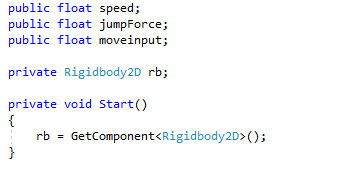 public float speed;
public float jumpForce;
public float moveinput;
private Rigidbody2D rb;
private void Start()
{
rb = GetComponent<Rigidbody2D>();
}